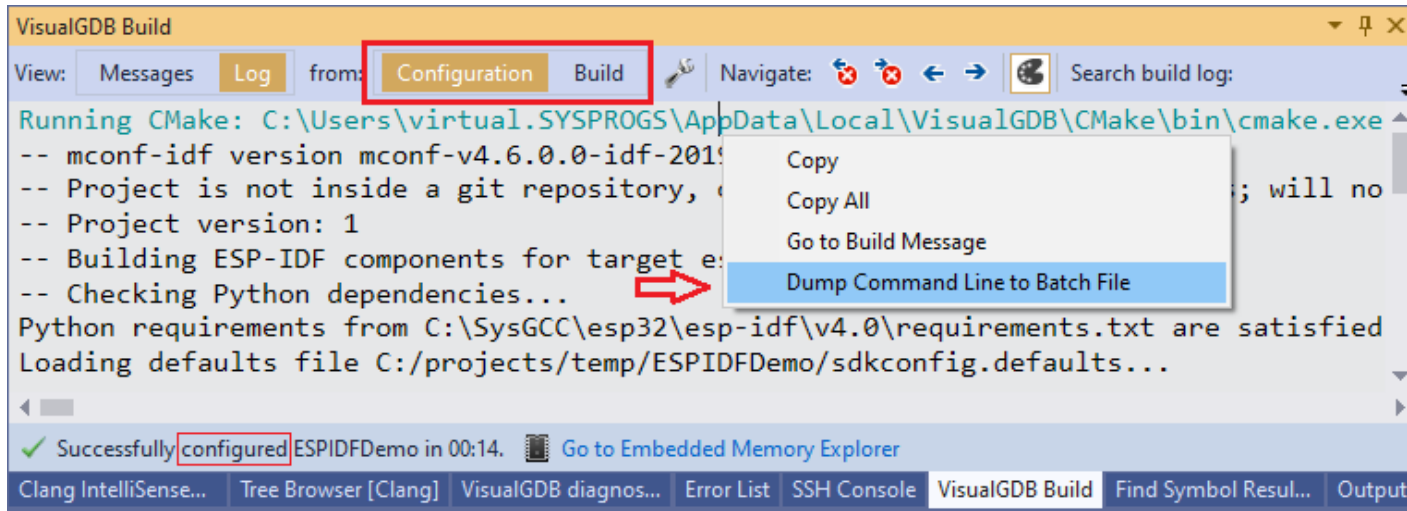 VisualGDB Build
View: Messages Log from: Configuration Build Navigate: Search build log:
Running CMake: C:\Users\virtual.SYSPROGS\AppData\Local\VisualGDB\CMake\bin\cmake.exe
-- mconf-idf version mconf-v4.6.0.0-idf-201
-- Project is not inside a git repository, ; will no
-- Project version: 1
-- Building ESP-IDF components for target
-- Checking Python dependencies...
Python requirements from C:\SysGCC\esp32\esp-idf\v4.0\requirements.txt are satisfied
Loading defaults file C:/projects/temp/ESPIDFDemo/sdkconfig.defaults...
Copy
Copy All
Go to Build Message
Dump Command Line to Batch File
Successfully configured ESPIDFDemo in 00:14. Go to Embedded Memory Explorer
Clang IntelliSense... Tree Browser [Clang] VisualGDB diagnos... Error List SSH Console VisualGDB Build Find Symbol Resul... Output